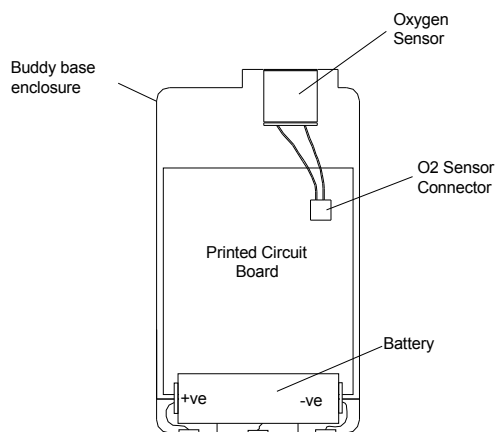 Oxygen
Sensor
Buddy base
enclosure
O2 Sensor
Connector
Printed Circuit
Board
Battery
+ve
-ve